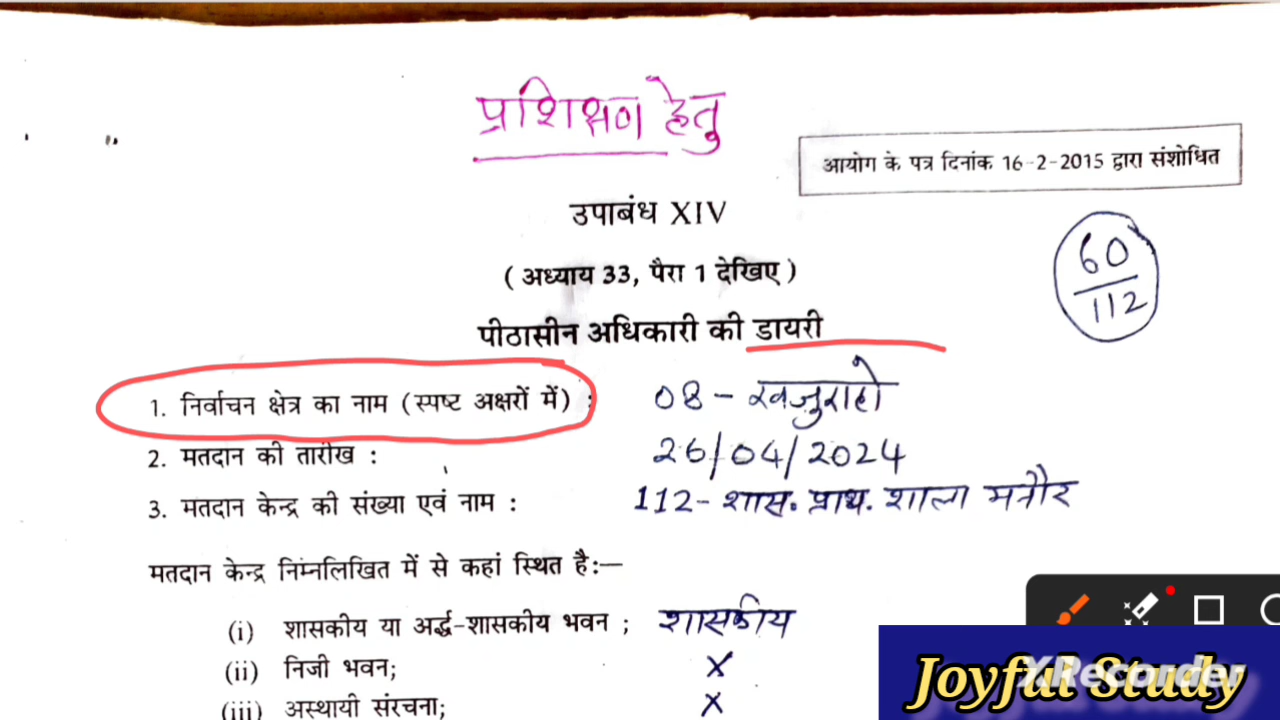 प्रशिक्षण हेतु
आयोग के पत्र दिनांक 16-2-2015 द्वारा संशोधित
उपाबंध XIV
60
112
( अध्याय 33, पैरा 1 देखिए )
पीठासीन अधिकारी की डायरी
1. निर्वाचन क्षेत्र का नाम (स्पष्ट अक्षरों में) : 08 - खजुराहो
2. मतदान की तारीख : 26/04/2024
3. मतदान केन्द्र की संख्या एवं नाम : 112- शास. प्राथ. शाला मनौर
मतदान केन्द्र निम्नलिखित में से कहां स्थित है:—
(i) शासकीय या अर्द्ध-शासकीय भवन ; शासकीय
(ii) निजी भवन; X
(iii) अस्थायी संरचना; X
Joyful Study
XRecorder